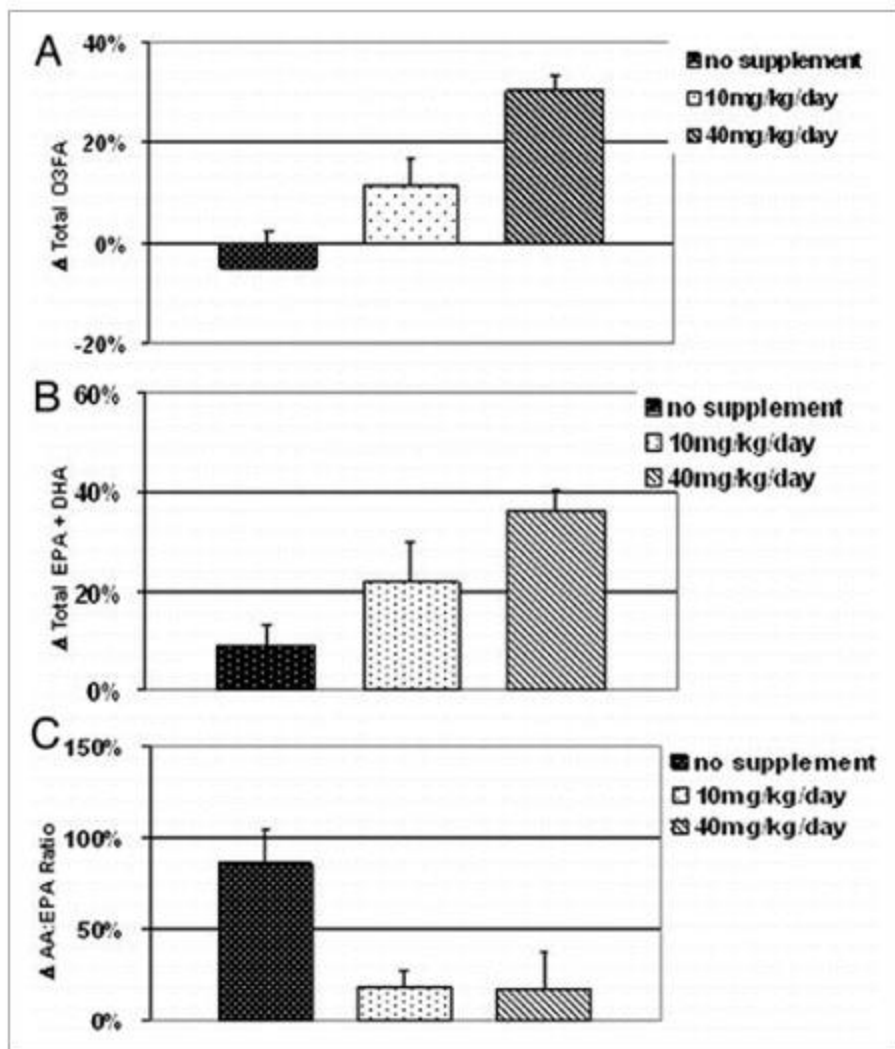 A
40%
20%
0%
-20%
Δ Total O3FA
no supplement
10mg/kg/day
40mg/kg/day
B
60%
40%
20%
0%
Δ Total EPA + DHA
no supplement
10mg/kg/day
40mg/kg/day
C
150%
100%
50%
0%
Δ AA:EPA Ratio
no supplement
10mg/kg/day
40mg/kg/day